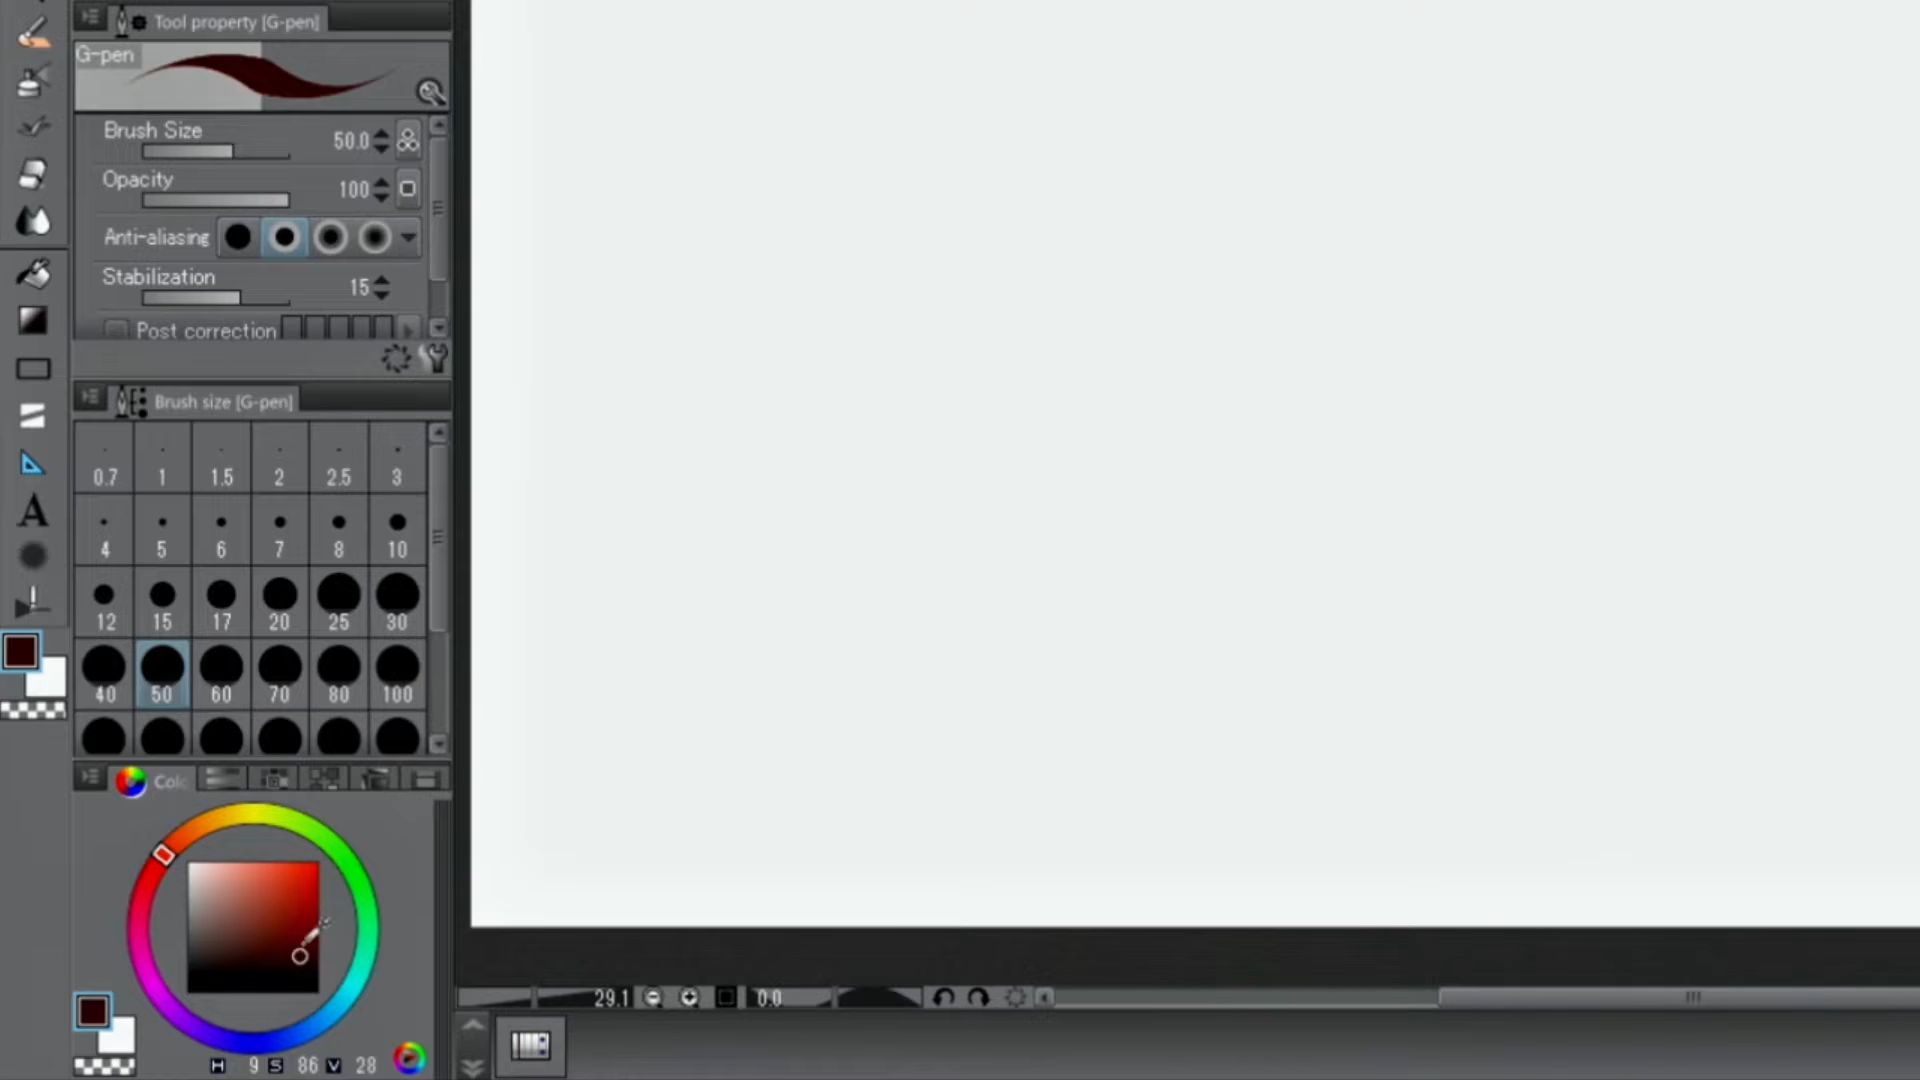 Tool property [G-pen]
G-pen
Brush Size 50.0
Opacity 100
Anti-aliasing
Stabilization 15
Post correction
Brush size [G-pen]
0.7 1 1.5 2 2.5 3
4 5 6 7 8 10
12 15 17 20 25 30
40 50 60 70 80 100
A
Colo
29.1 0.0
H 9 S 86 V 28